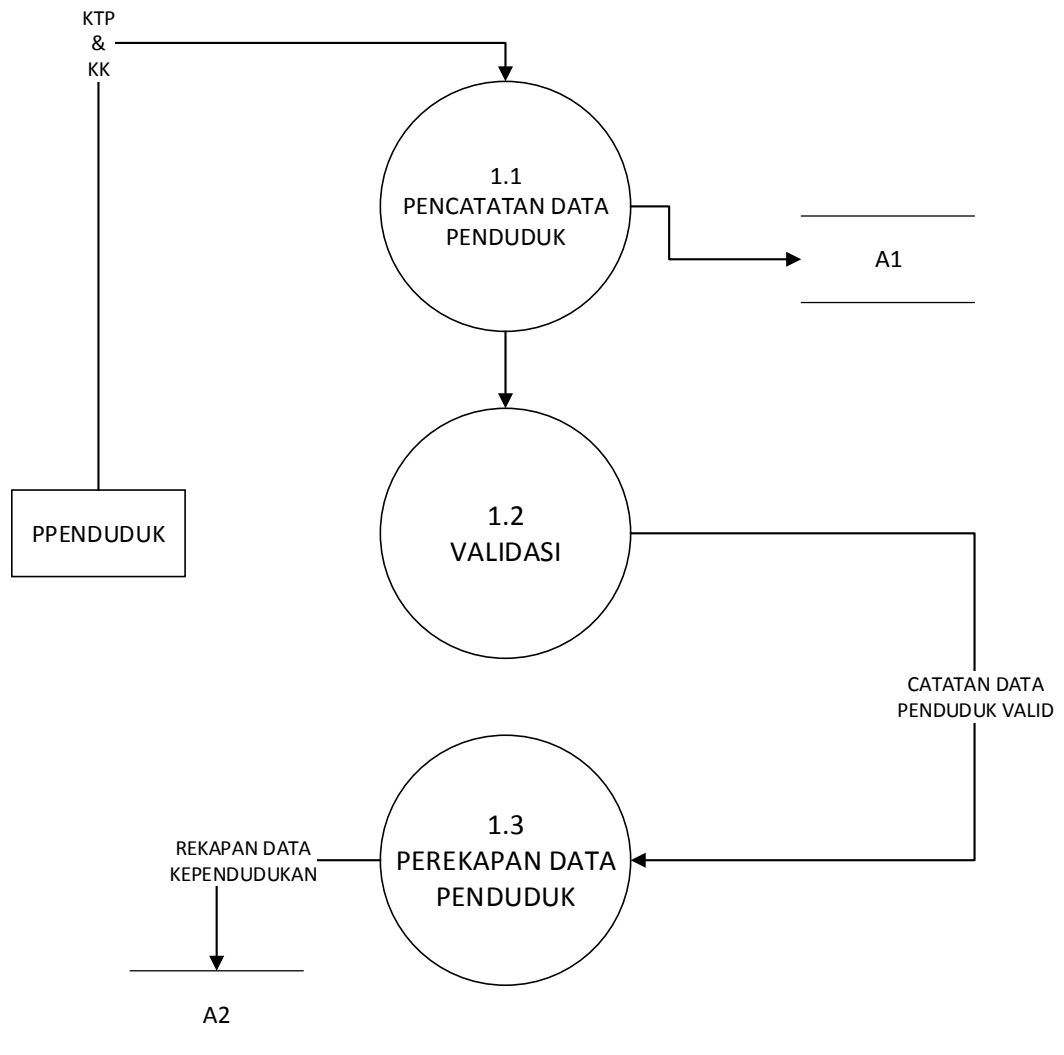 KTP
&
KK
1.1
PENCATATAN DATA
PENDUDUK
A1
PPENDUDUK
1.2
VALIDASI
CATATAN DATA
PENDUDUK VALID
1.3
PEREKAPAN DATA
PENDUDUK
REKAPAN DATA
KEPENDUDUKAN
A2